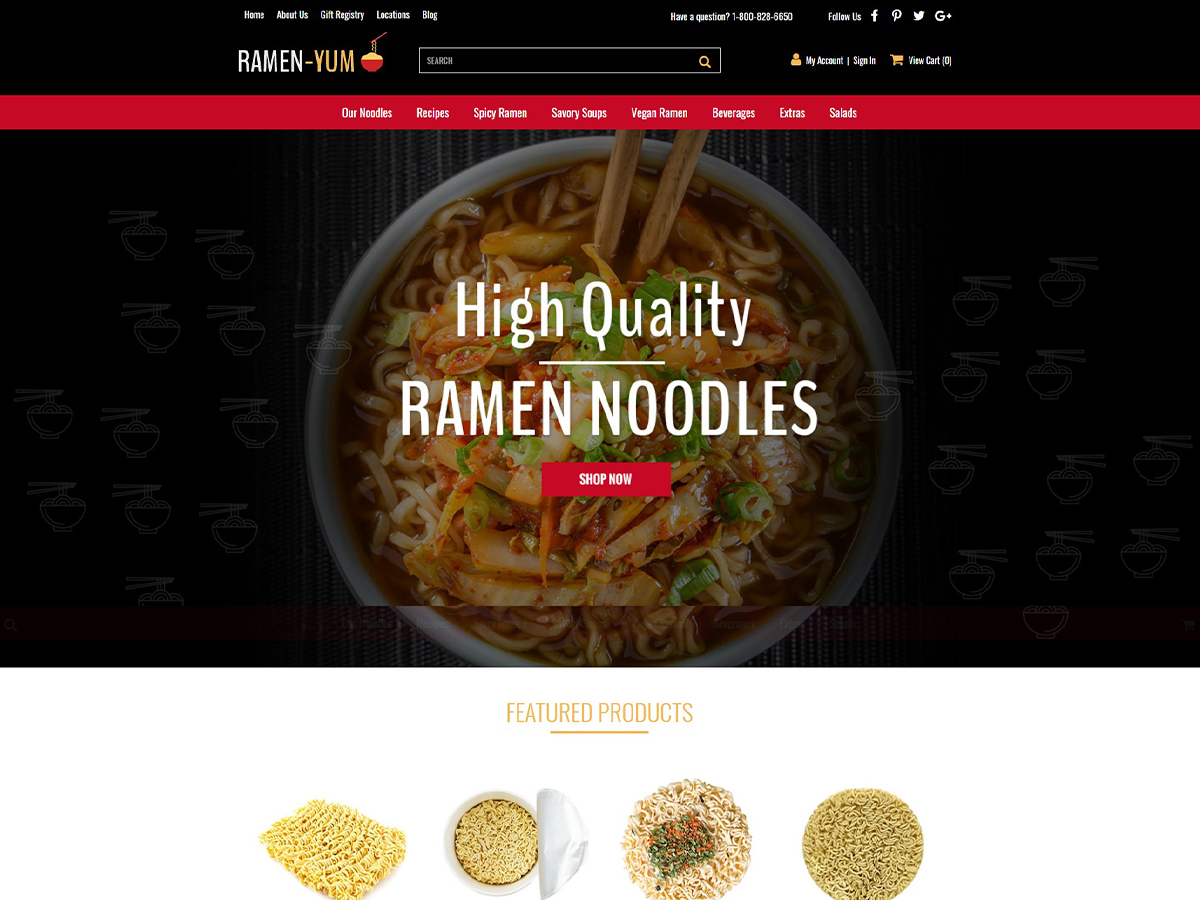 Home About Us Gift Registry Locations Blog
Have a question? 1-800-828-6650 Follow Us
RAMEN-YUM
SEARCH
My Account | Sign In View Cart (0)
Our Noodles Recipes Spicy Ramen Savory Soups Vegan Ramen Beverages Extras Salads
High Quality
RAMEN NOODLES
SHOP NOW
Beverages
FEATURED PRODUCTS